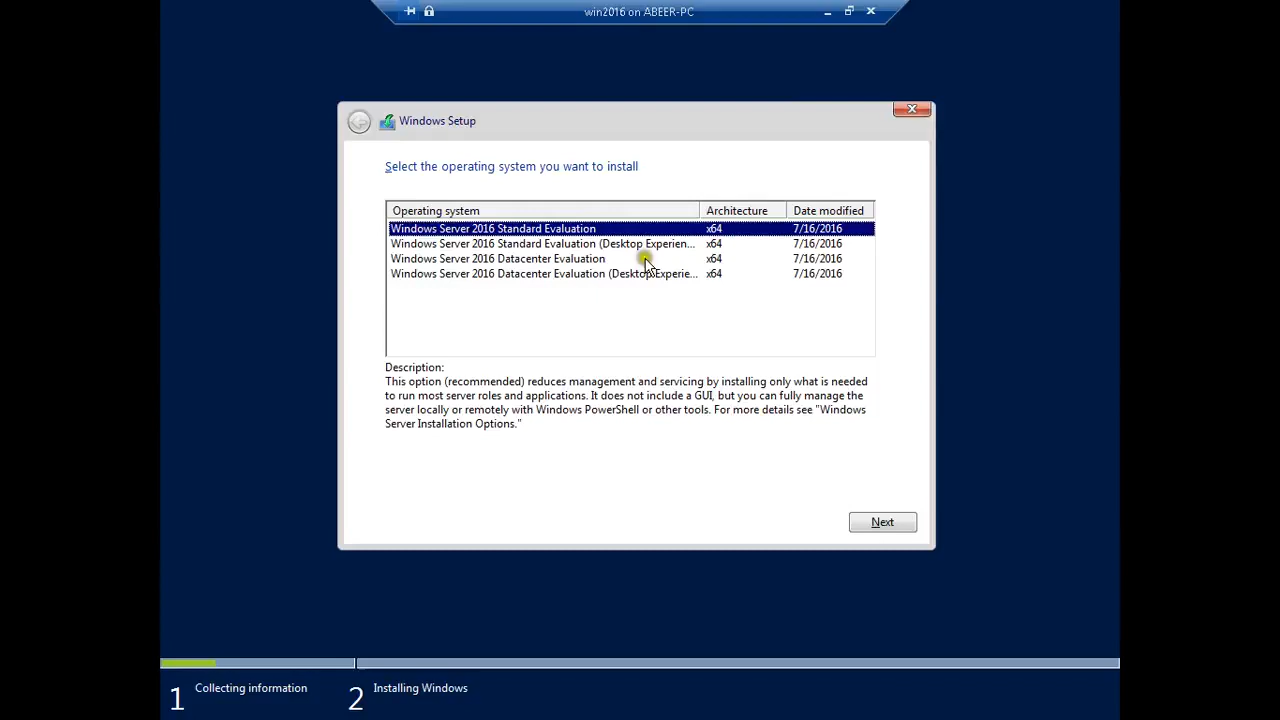 win2016 on ABEER-PC
Windows Setup
Select the operating system you want to install
Operating system Architecture Date modified
Windows Server 2016 Standard Evaluation x64 7/16/2016
Windows Server 2016 Standard Evaluation (Desktop Experien... x64 7/16/2016
Windows Server 2016 Datacenter Evaluation x64 7/16/2016
Windows Server 2016 Datacenter Evaluation (Desktop Experie... x64 7/16/2016
Description:
This option (recommended) reduces management and servicing by installing only what is needed
to run most server roles and applications. It does not include a GUI, but you can fully manage the
server locally or remotely with Windows PowerShell or other tools. For more details see "Windows
Server Installation Options."
Next
1 Collecting information 2 Installing Windows